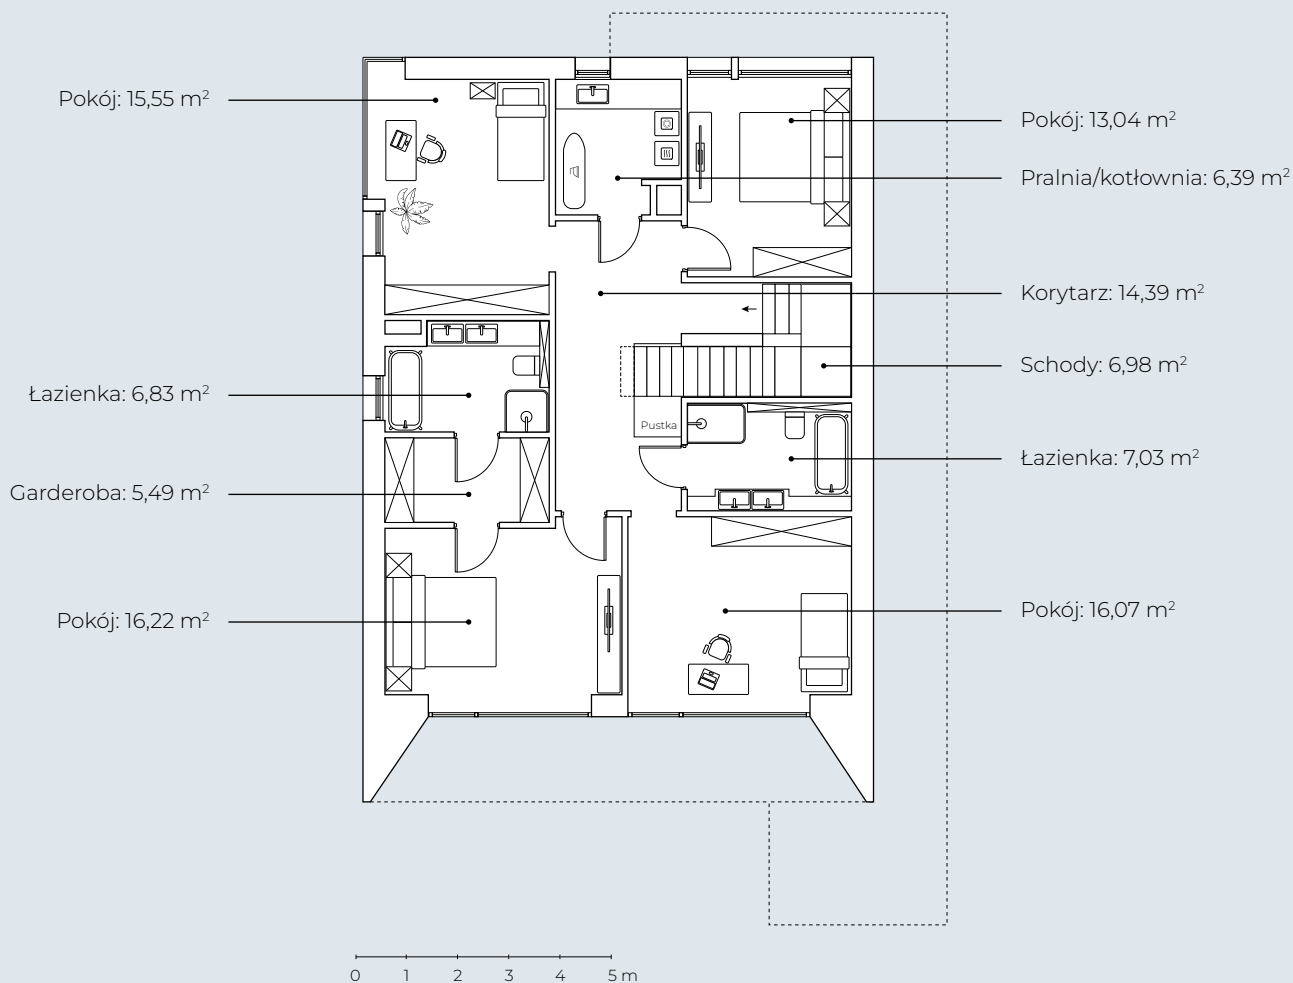 Pokój: 15,55 m²
Łazienka: 6,83 m²
Garderoba: 5,49 m²
Pokój: 16,22 m²
Pustka
Pokój: 13,04 m²
Pralnia/kotłownia: 6,39 m²
Korytarz: 14,39 m²
Schody: 6,98 m²
Łazienka: 7,03 m²
Pokój: 16,07 m²
0 1 2 3 4 5 m